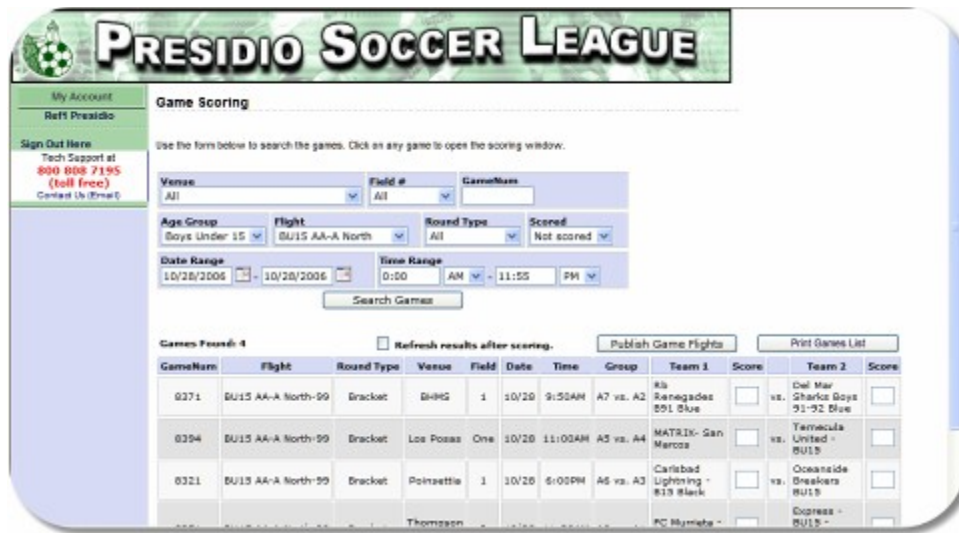 PRESIDIO SOCCER LEAGUE
My Account
Ref1 Presidio
Sign Out Here
Tech Support at
800 808 7195
(toll free)
Contact Us (Email)
Game Scoring
Use the form below to search the games. Click on any game to open the scoring window.
Venue Field # GameNum
All All
Age Group Flight Round Type Scored
Boys Under 15 BU15 AA-A North All Not scored
Date Range Time Range
10/28/2006 - 10/28/2006 0:00 AM - 11:55 PM
Search Games
Games Found: 4 Refresh results after scoring. Publish Game Flights Print Games List
GameNum Flight Round Type Venue Field Date Time Group Team 1 Score Team 2 Score
8371 BU15 AA-A North-99 Bracket BHMS 1 10/28 9:50AM A7 vs. A2 Rb Renegades B91 Blue vs. Del Mar Sharks Boys 91-92 Blue
8394 BU15 AA-A North-99 Bracket Los Posas One 10/28 11:00AM A5 vs. A4 MATRIX- San Marcos vs. Temecula United - BU15
8321 BU15 AA-A North-99 Bracket Poinsettia 1 10/28 6:00PM A6 vs. A3 Carlsbad Lightning - B15 Black vs. Oceanside Breakers BU15
Thompson FC Murrieta - Express - BU15 -